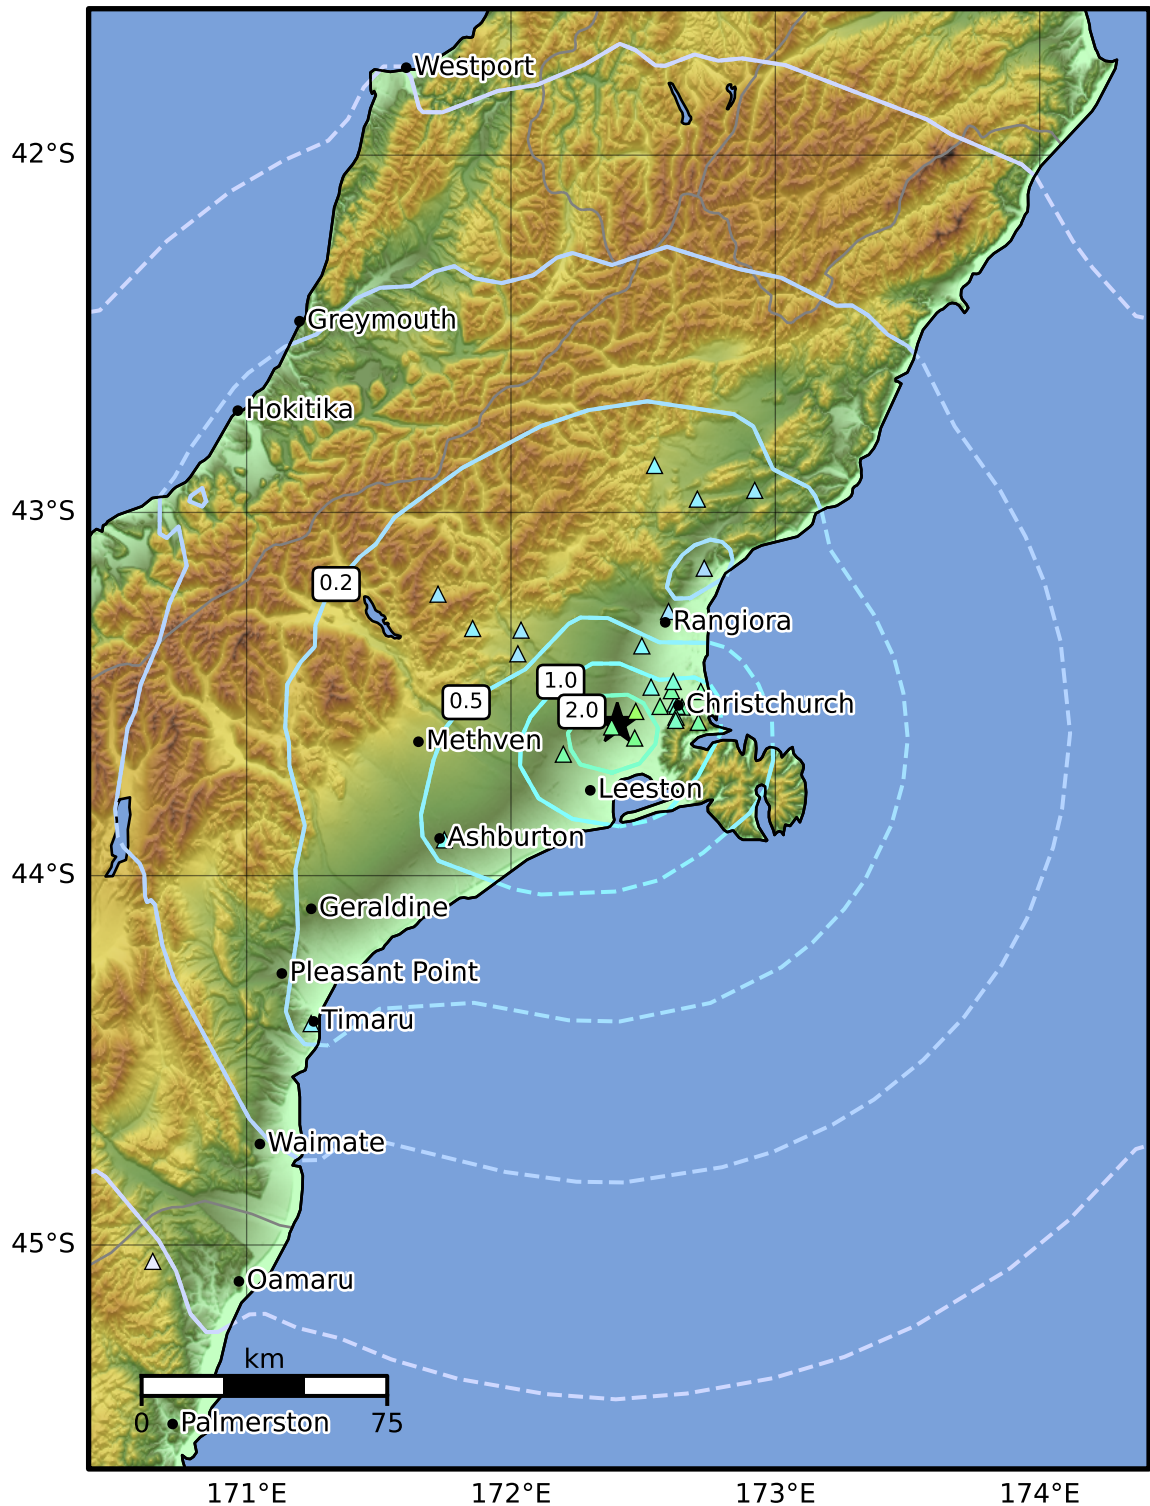 Westport
42°S
Greymouth
Hokitika
43°S
0.2
Rangiora
1.0
0.5
2.0
Christchurch
Methven
Leeston
Ashburton
44°S
Geraldine
Pleasant Point
Timaru
Waimate
45°S
Oamaru
km
0
75
Palmerston
171°E
172°E
173°E
174°E